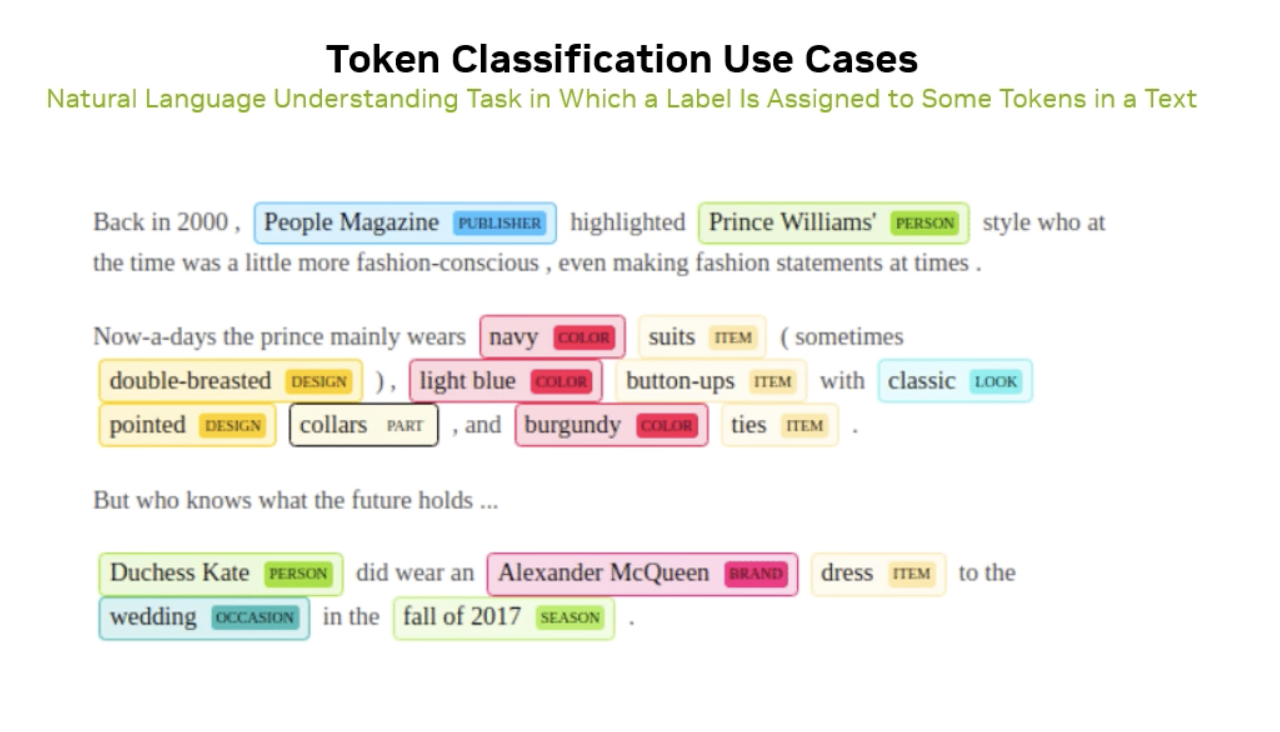 Token Classification Use Cases
Natural Language Understanding Task in Which a Label Is Assigned to Some Tokens in a Text
Back in 2000 , People Magazine PUBLISHER highlighted Prince Williams' PERSON style who at
the time was a little more fashion-conscious , even making fashion statements at times .
Now-a-days the prince mainly wears navy COLOR suits ITEM ( sometimes
double-breasted DESIGN ) , light blue COLOR button-ups ITEM with classic LOOK
pointed DESIGN collars PART , and burgundy COLOR ties ITEM .
But who knows what the future holds ...
Duchess Kate PERSON did wear an Alexander McQueen BRAND dress ITEM to the
wedding OCCASION in the fall of 2017 SEASON .